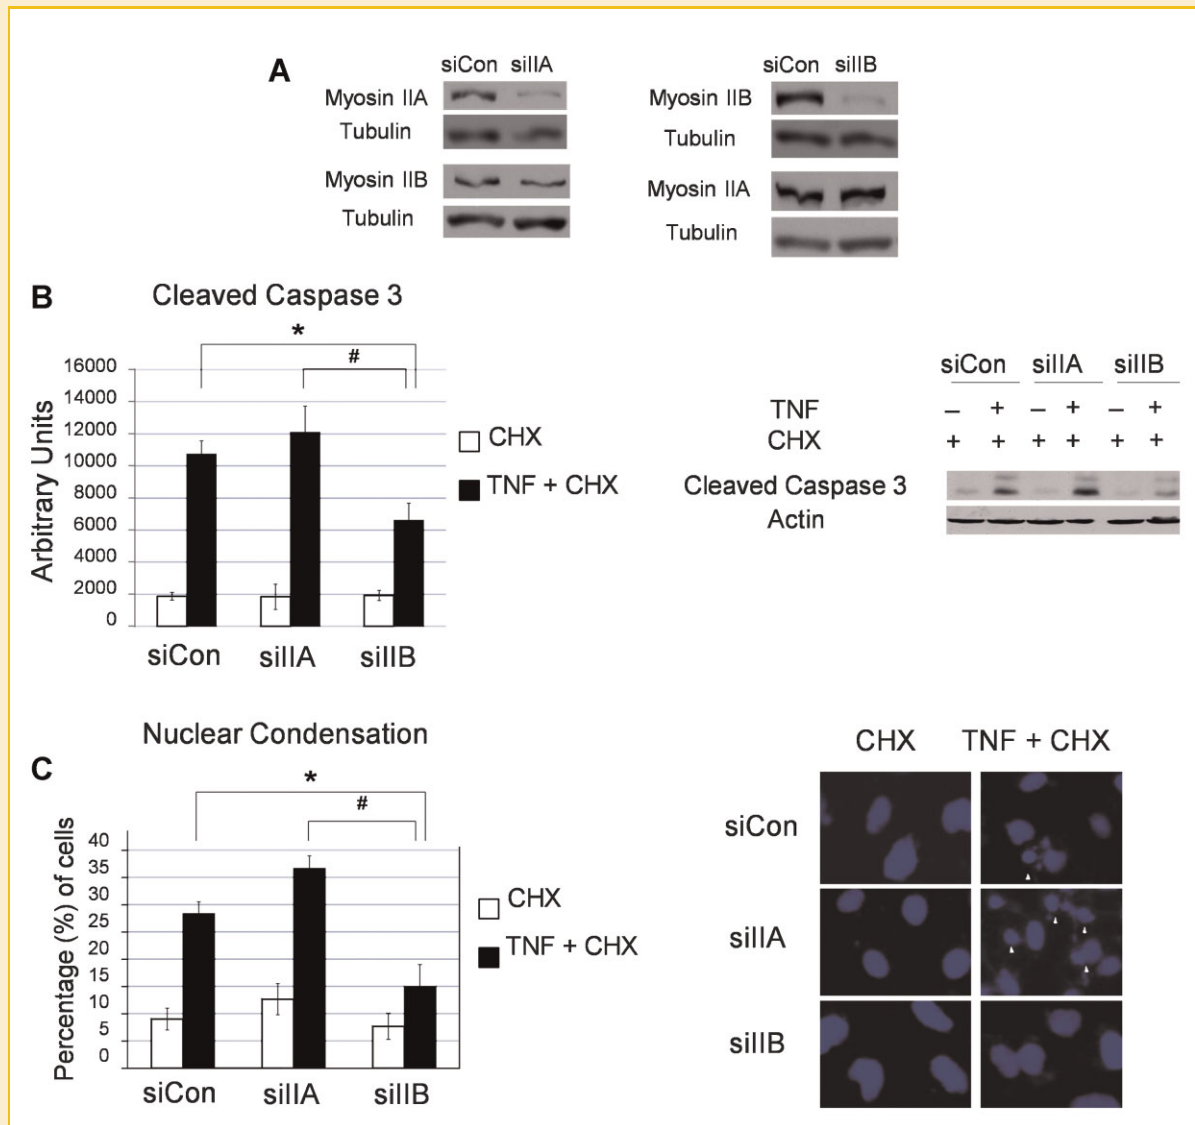 A
siCon siIIA
Myosin IIA
Tubulin
Myosin IIB
Tubulin
siCon siIIB
Myosin IIB
Tubulin
Myosin IIA
Tubulin
B
Cleaved Caspase 3
*
#
Arbitrary Units
16000
14000
12000
10000
8000
6000
4000
2000
0
siCon siIIA siIIB
CHX
TNF + CHX
siCon siIIA siIIB
TNF – + – + – +
CHX + + + + + +
Cleaved Caspase 3
Actin
C
Nuclear Condensation
*
#
Percentage (%) of cells
40
35
30
25
20
15
10
5
0
siCon siIIA siIIB
CHX
TNF + CHX
CHX TNF + CHX
siCon
siIIA
siIIB